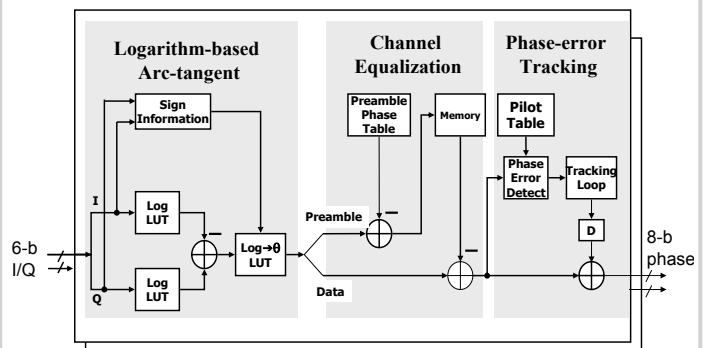 Logarithm-based
Arc-tangent
Channel
Equalization
Phase-error
Tracking
Sign
Information
Preamble
Phase
Table
Memory
Pilot
Table
Phase
Error
Detect
Tracking
Loop
I
Log
LUT
Log→θ
LUT
Preamble
D
6-b
I/Q
8-b
phase
Q
Log
LUT
Data